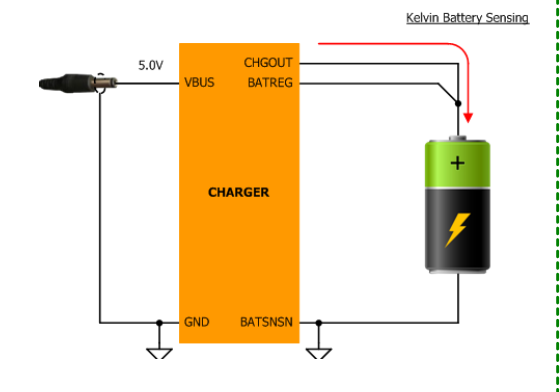 Kelvin Battery Sensing
5.0V
CHGOUT
VBUS
BATREG
CHARGER
GND
BATSNSN